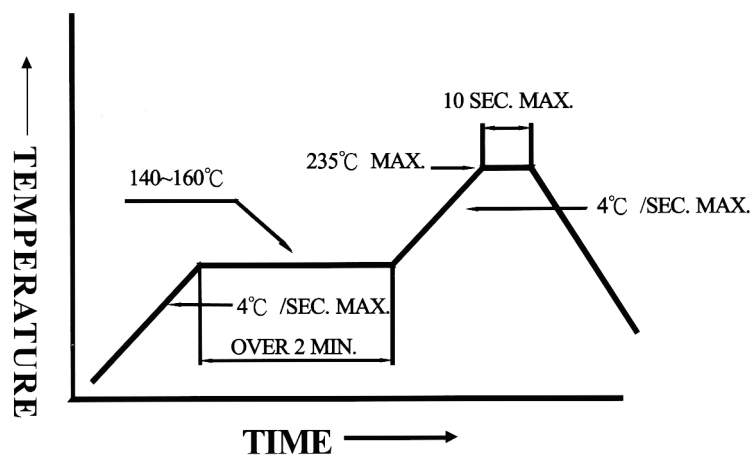 10 SEC. MAX.
235℃ MAX.
140~160℃
4℃ /SEC. MAX.
4℃ /SEC. MAX.
OVER 2 MIN.
TEMPERATURE
TIME